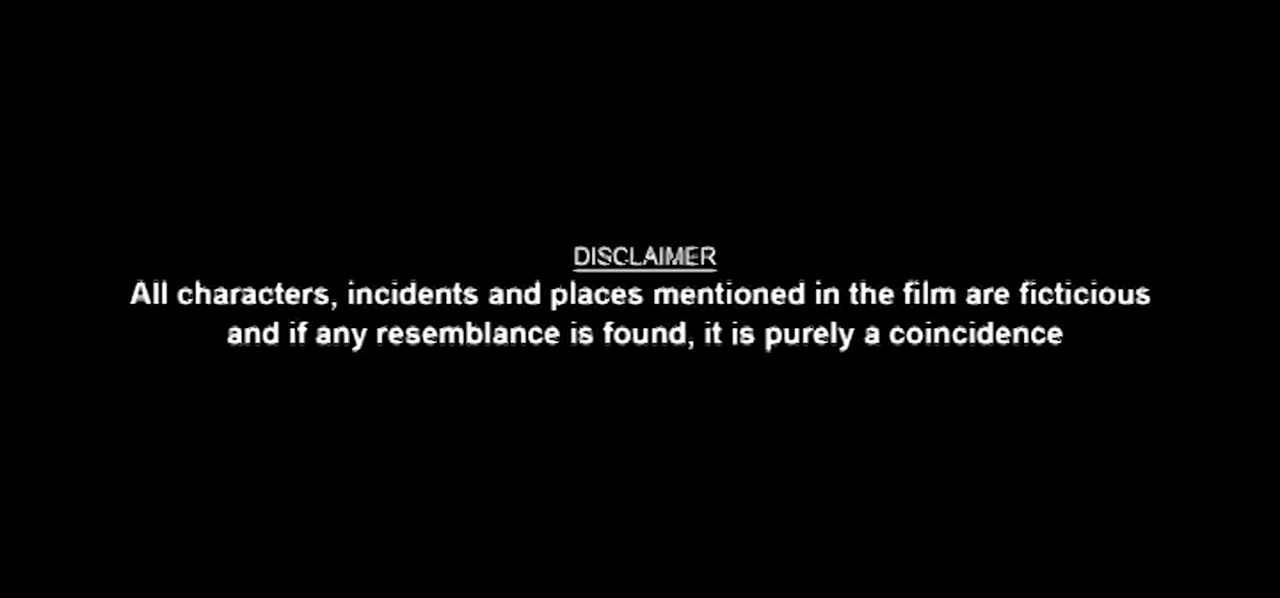 DISCLAIMER
All characters, incidents and places mentioned in the film are ficticious
and if any resemblance is found, it is purely a coincidence